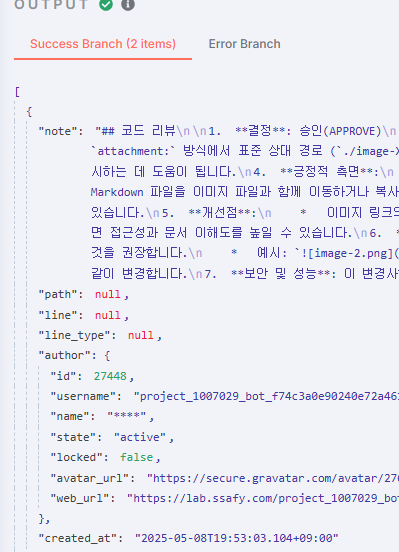 OUTPUT
Success Branch (2 items) Error Branch
[
{
"note": "## 코드 리뷰\n\n1. **결정**: 승인(APPROVE)\n
`attachment:` 방식에서 표준 상대 경로 (`./image-X
시하는 데 도움이 됩니다.\n4. **긍정적 측면**:\n
Markdown 파일을 이미지 파일과 함께 이동하거나 복사
있습니다.\n5. **개선점**:\n * 이미지 링크의
면 접근성과 문서 이해도를 높일 수 있습니다.\n6. *
것을 권장합니다.\n * 예시: `![image-2.png](
같이 변경합니다.\n7. **보안 및 성능**: 이 변경사
"path": null,
"line": null,
"line_type": null,
"author": {
"id": 27448,
"username": "project_1007029_bot_f74c3a0e90240e72a46
"name": "****",
"state": "active",
"locked": false,
"avatar_url": "https://secure.gravatar.com/avatar/27
"web_url": "https://lab.ssafy.com/project_1007029_bo
},
"created_at": "2025-05-08T19:53:03.104+09:00"